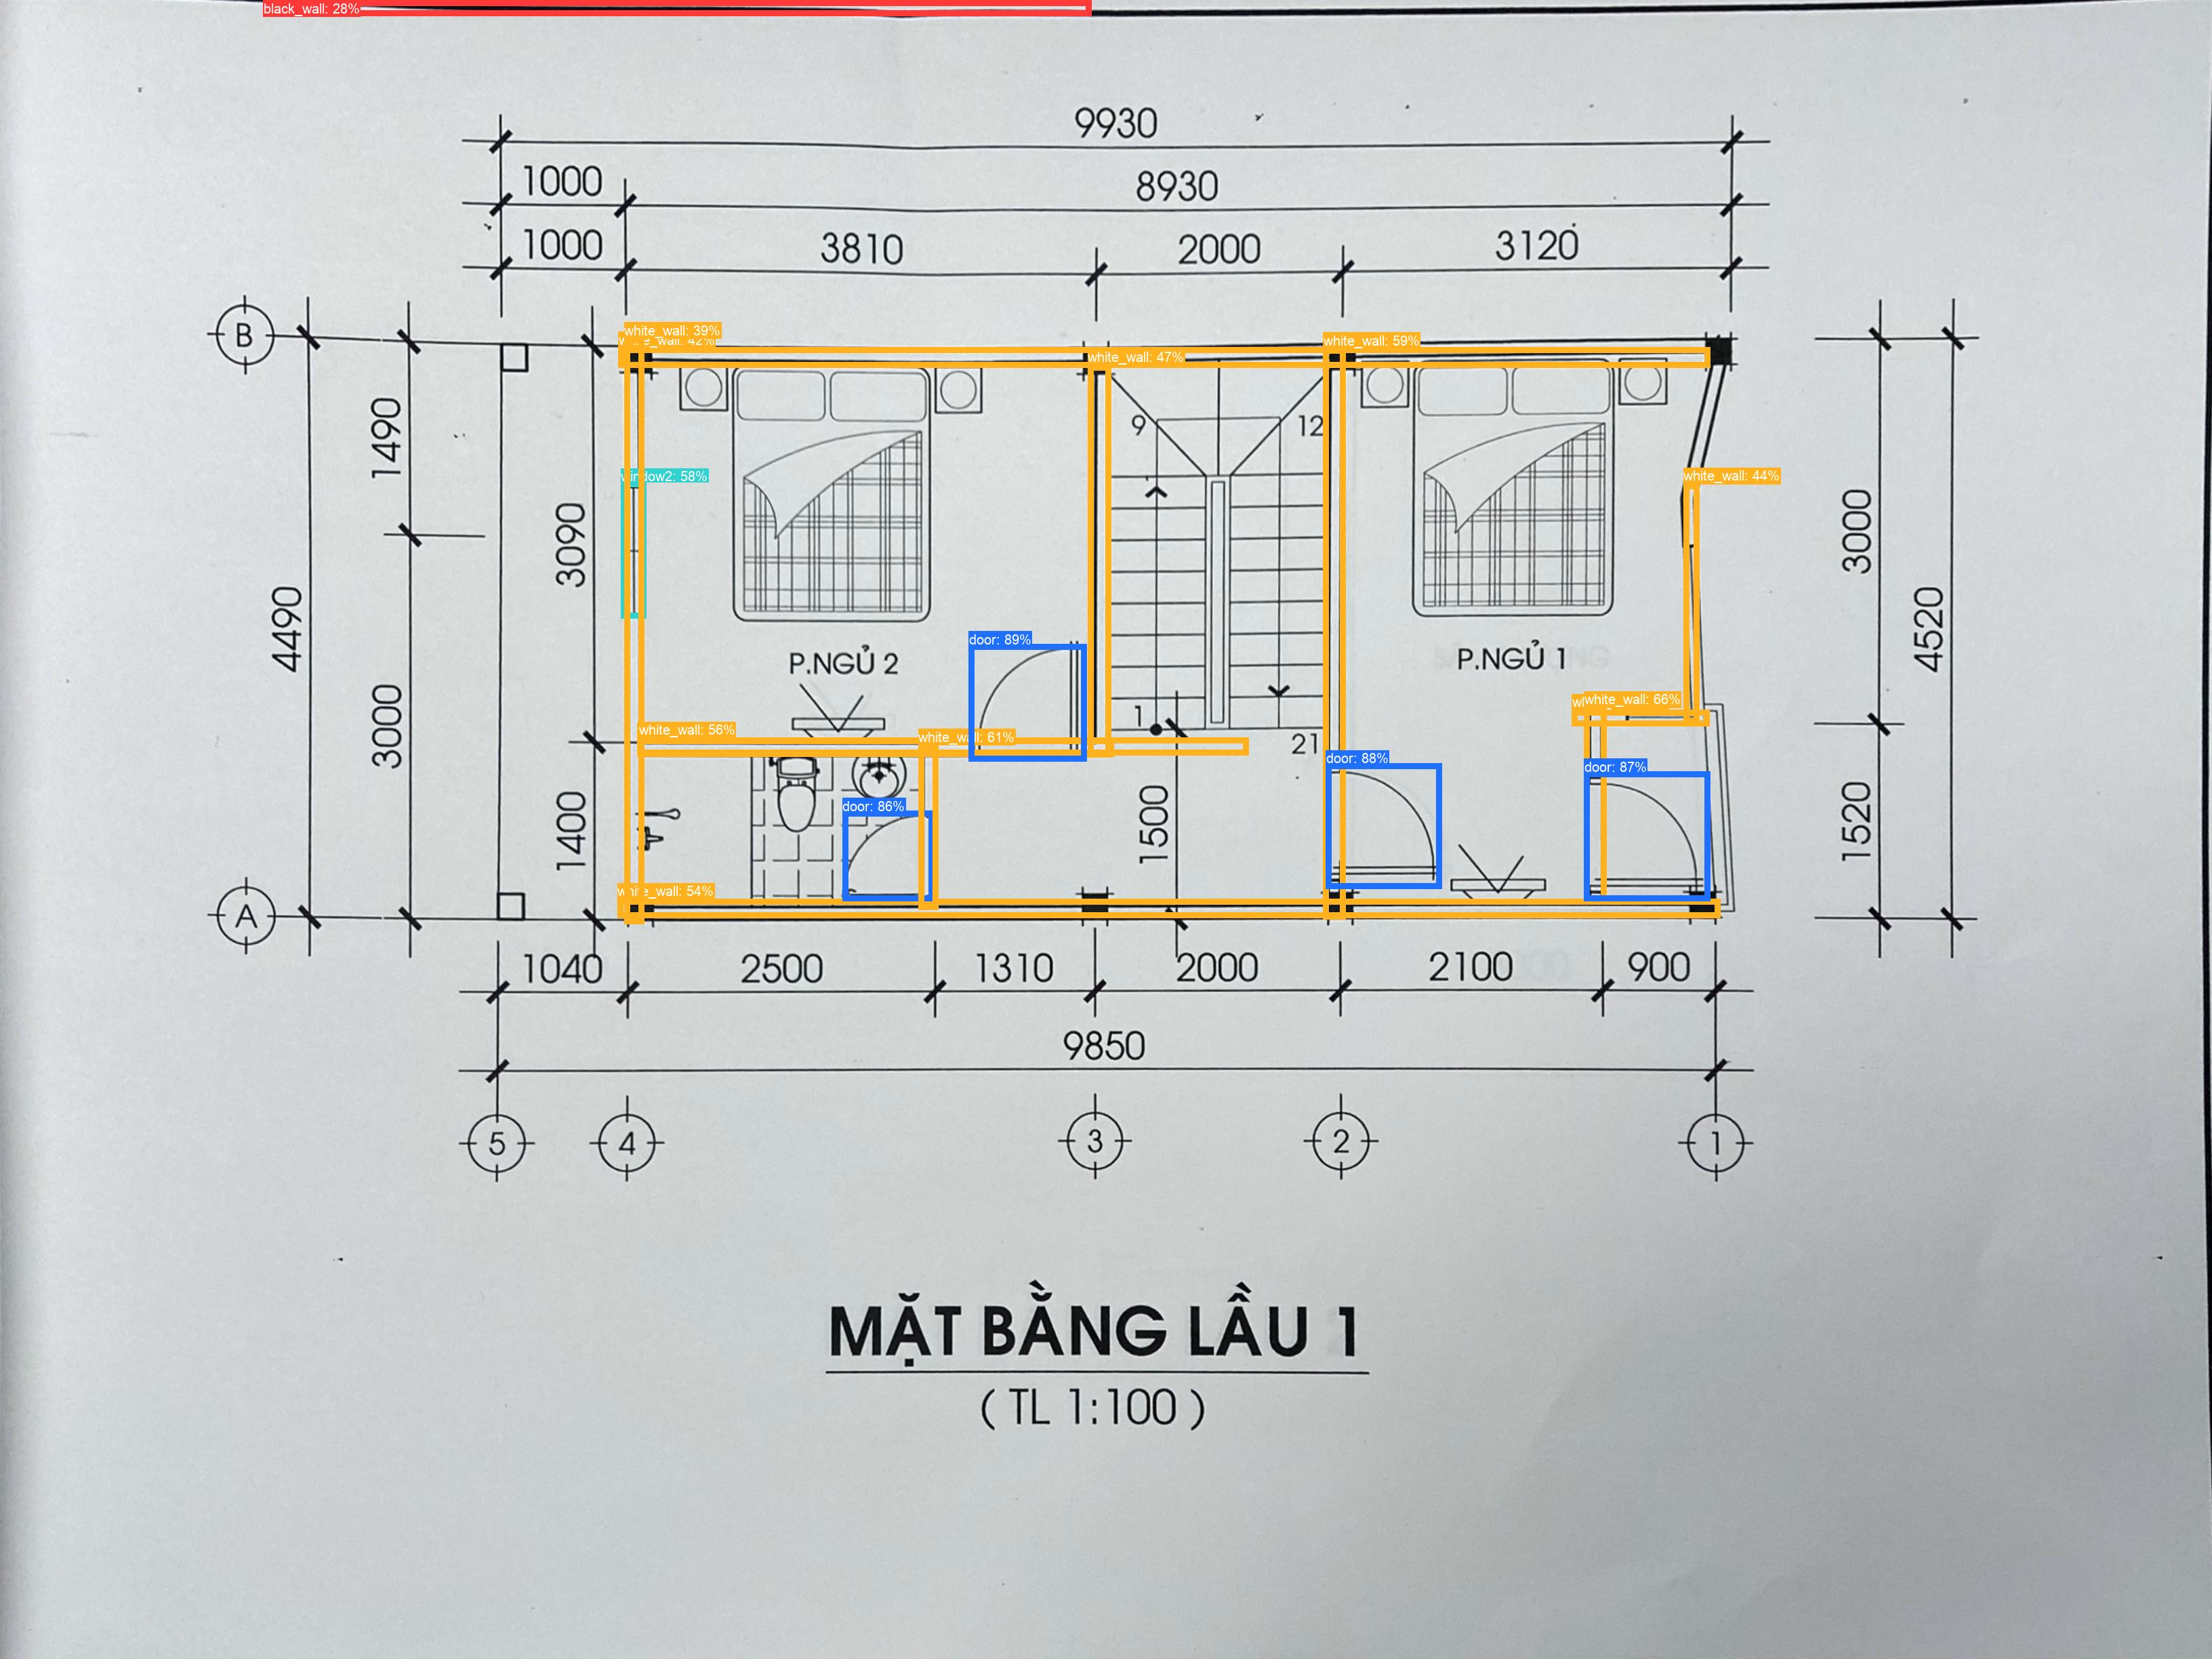 black_wall: 28%
9930
1000
8930
1000
3810
2000
3120
B
white_wall: 39%
white_wall: 42%
white_wall: 47%
white_wall: 59%
1490
9
12
window2: 58%
white_wall: 44%
3090
3000
4490
4520
door: 89%
P.NGỦ 2
P.NGỦ 1
3000
white_wall: 66%
white_wall: 56%
white_wall: 61%
1
21
door: 88%
door: 87%
door: 86%
1400
1500
1520
white_wall: 54%
A
1040
2500
1310
2000
2100
900
9850
5
4
3
2
1
MẶT BẰNG LẦU 1
( TL 1:100 )